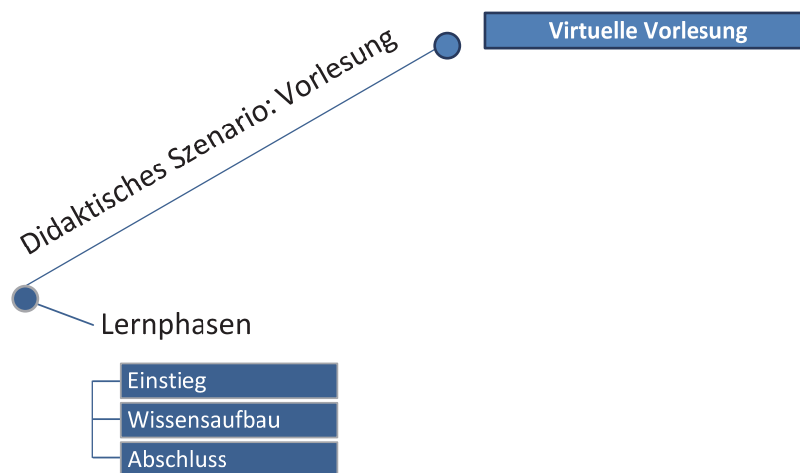 Virtuelle Vorlesung
Didaktisches Szenario: Vorlesung
Lernphasen
Einstieg
Wissensaufbau
Abschluss